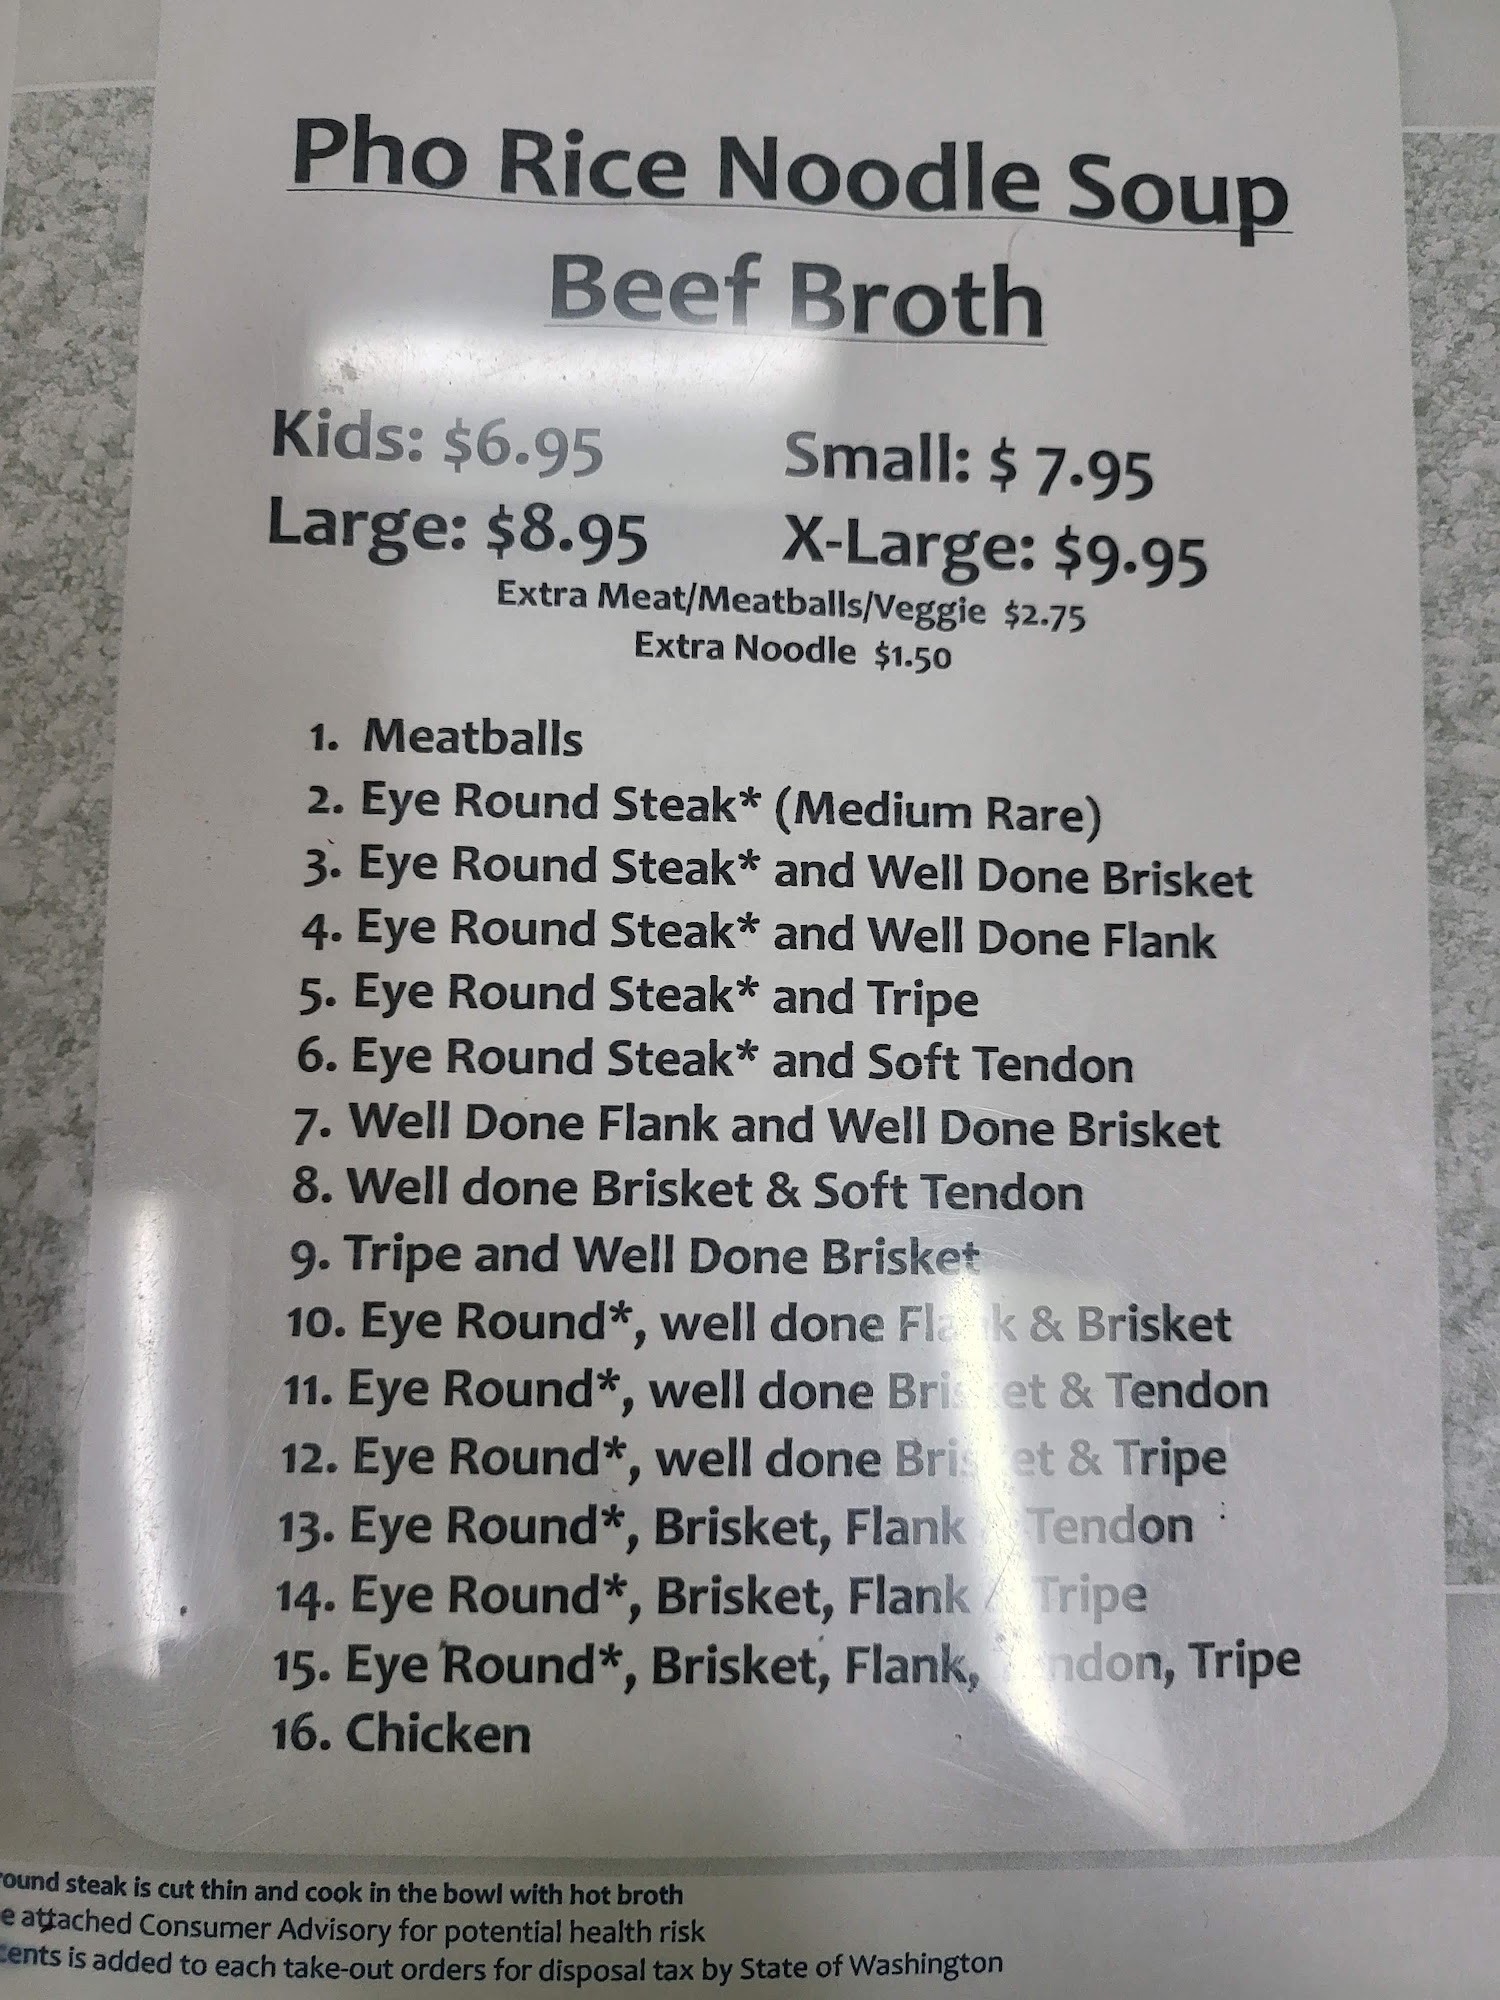 Pho Rice Noodle Soup
Beef Broth
Kids: $6.95 Small: $ 7.95
Large: $8.95 X-Large: $9.95
Extra Meat/Meatballs/Veggie $2.75
Extra Noodle $1.50
1. Meatballs
2. Eye Round Steak* (Medium Rare)
3. Eye Round Steak* and Well Done Brisket
4. Eye Round Steak* and Well Done Flank
5. Eye Round Steak* and Tripe
6. Eye Round Steak* and Soft Tendon
7. Well Done Flank and Well Done Brisket
8. Well done Brisket & Soft Tendon
9. Tripe and Well Done Brisket
10. Eye Round*, well done Flank & Brisket
11. Eye Round*, well done Brisket & Tendon
12. Eye Round*, well done Brisket & Tripe
13. Eye Round*, Brisket, Flank Tendon
14. Eye Round*, Brisket, Flank Tripe
15. Eye Round*, Brisket, Flank, Tendon, Tripe
16. Chicken
steak is cut thin and cook in the bowl with hot broth
attached Consumer Advisory for potential health risk
is added to each take-out orders for disposal tax by State of Washington